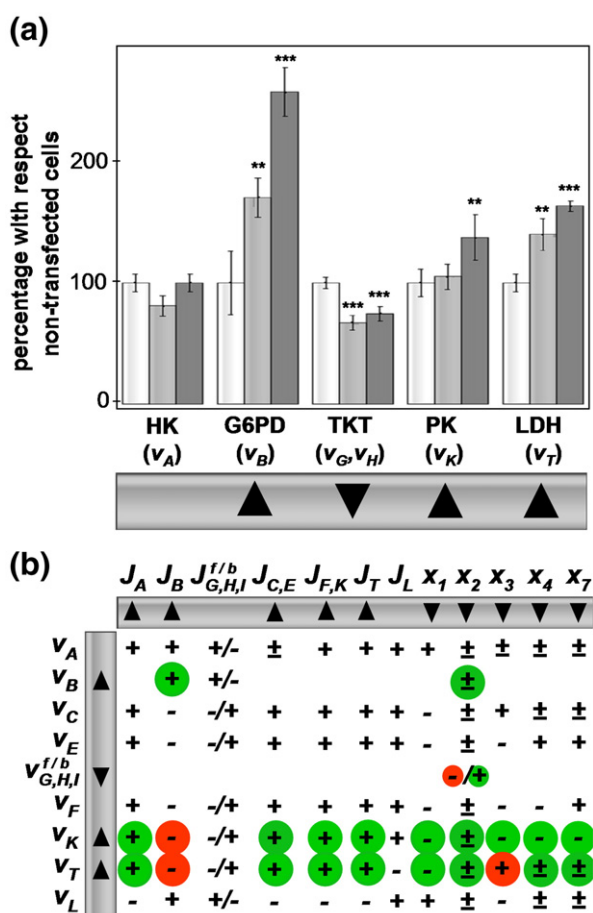 (a)
percentage with respect
non-transfected cells
200
100
0
** *** *** *** ** ** ***
HK G6PD TKT PK LDH
(vA) (vB) (vG,vH) (vK) (vT)
▲ ▼ ▲ ▲
(b)
JA JB JG,H,I f/b JC,E JF,K JT JL x1 x2 x3 x4 x7
▲ ▲ ▲ ▲ ▲ ▼ ▼ ▼ ▼ ▼
vA + + +/- ± + + + + ± ± ± ±
▲ vB + +/- ±
vC + - -/+ + + + + - ± + ± ±
vE + - -/+ + + + + - ± - + +
▼ vG,H,I f/b -/+
vF + - -/+ + + + + - ± - - +
▲ vK + - -/+ + + + + - ± - - -
▲ vT + - -/+ + + + - - ± + ± ±
vL - + +/- - - - + + ± - ± ±